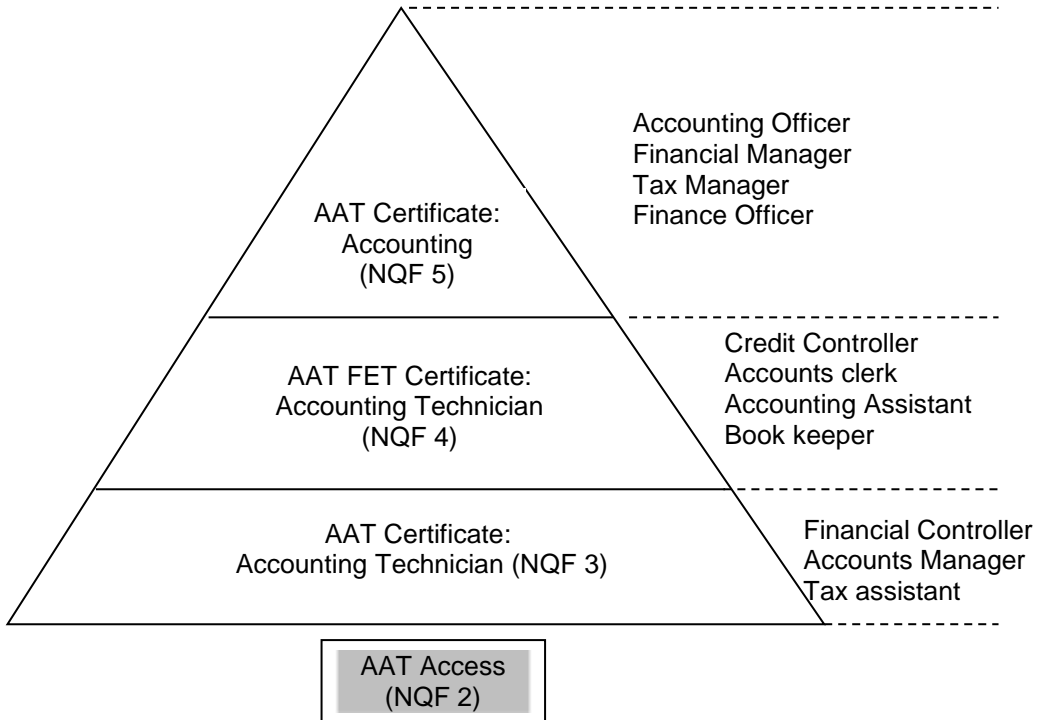 Accounting Officer
Financial Manager
Tax Manager
Finance Officer
AAT Certificate:
Accounting
(NQF 5)
Credit Controller
Accounts clerk
Accounting Assistant
Book keeper
AAT FET Certificate:
Accounting Technician
(NQF 4)
Financial Controller
Accounts Manager
Tax assistant
AAT Certificate:
Accounting Technician (NQF 3)
AAT Access
(NQF 2)